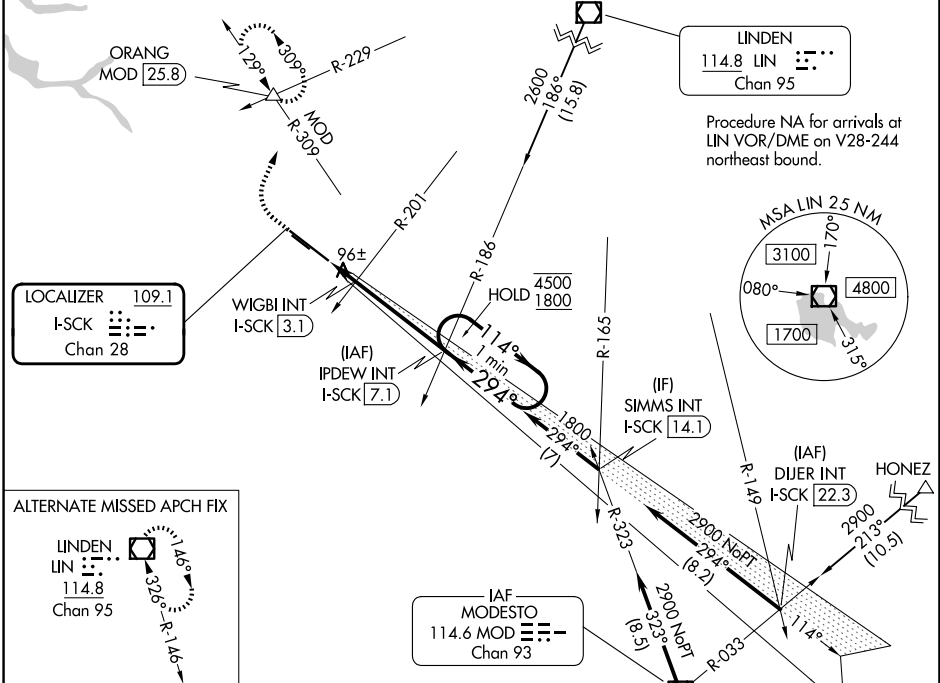 ORANG
MOD 25.8
129°
309°
R-229
MOD
R-309
2600
186°
(15.8)
LINDEN
114.8 LIN
Chan 95
Procedure NA for arrivals at
LIN VOR/DME on V28-244
northeast bound.
MSA LIN 25 NM
3100
170°
080°
4800
1700
315°
R-201
R-186
96±
LOCALIZER 109.1
I-SCK
Chan 28
WIGBI INT
I-SCK 3.1
HOLD 4500
1800
114°
1 min
294°
(IAF)
IPDEW INT
I-SCK 7.1
R-165
(IF)
SIMMS INT
I-SCK 14.1
1800
294°
(7)
R-149
(IAF)
DIJER INT
I-SCK 22.3
HONEZ
2900
213°
(10.5)
R-323
2900 NoPT
294°
(8.2)
114°
ALTERNATE MISSED APCH FIX
LINDEN
LIN
114.8
Chan 95
146°
326°
R-146
IAF
MODESTO
114.6 MOD
Chan 93
2900 NoPT
323°
(8.5)
R-033